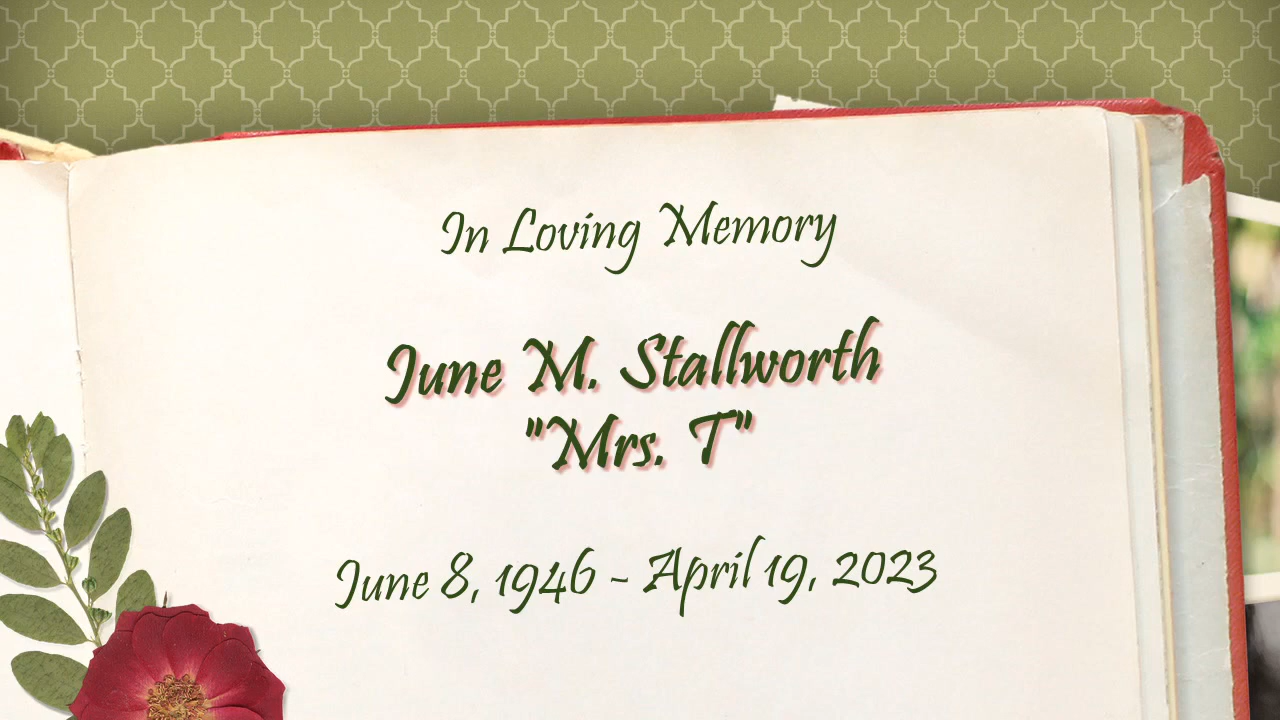 In Loving Memory
June M. Stallworth
"Mrs. T"
June 8, 1946 - April 19, 2023